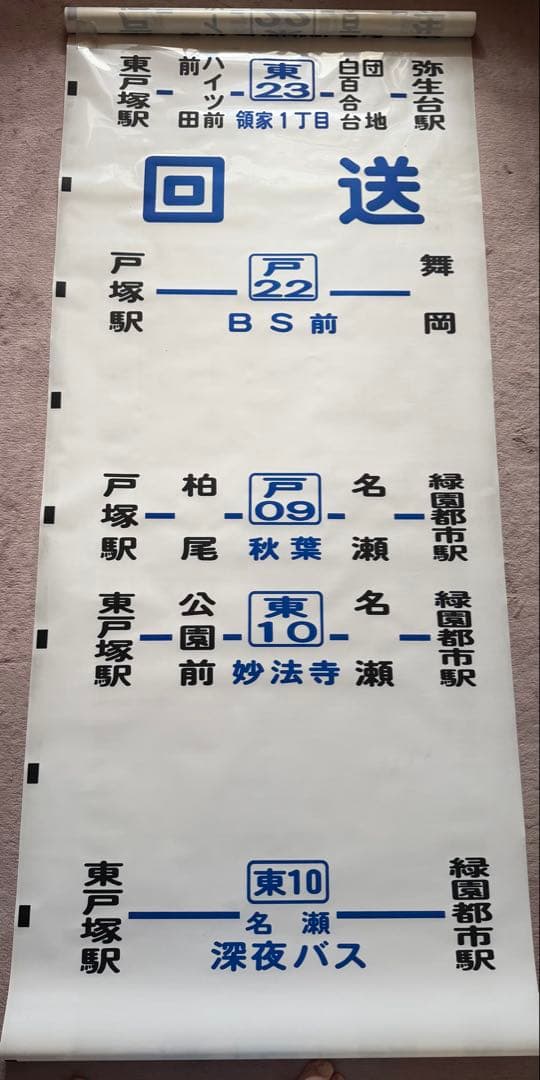 東戸塚駅 前田ハイツ前 東23 領家1丁目 白百合台団地 弥生台駅
回送
戸塚駅 戸22 BS前 舞岡
戸塚駅 柏尾 戸09 秋葉 名瀬 緑園都市駅
東戸塚駅 公園前 東10 妙法寺 名瀬 緑園都市駅
東戸塚駅 東10 名瀬 深夜バス 緑園都市駅